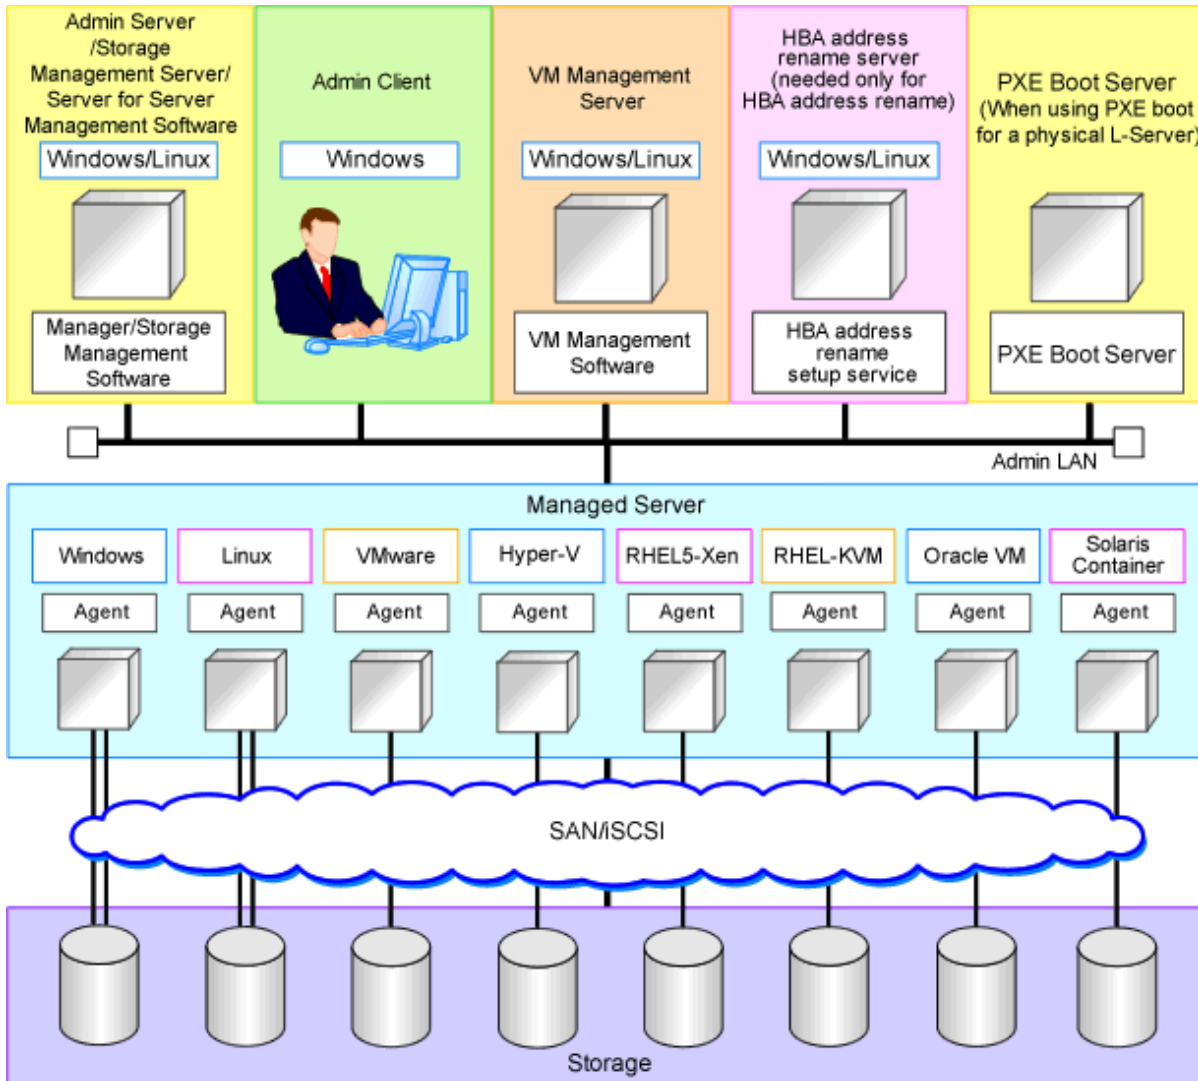 Admin Server
/Storage
Management Server/
Server for Server
Management Software
Windows/Linux
Manager/Storage
Management
Software
Admin Client
Windows
VM Management
Server
Windows/Linux
VM Management
Software
HBA address
rename server
(needed only for
HBA address rename)
Windows/Linux
HBA address
rename
setup service
PXE Boot Server
(When using PXE boot
for a physical L-Server)
PXE Boot Server
Admin LAN
Managed Server
Windows
Linux
VMware
Hyper-V
RHEL5-Xen
RHEL-KVM
Oracle VM
Solaris
Container
Agent
Agent
Agent
Agent
Agent
Agent
Agent
Agent
SAN/iSCSI
Storage